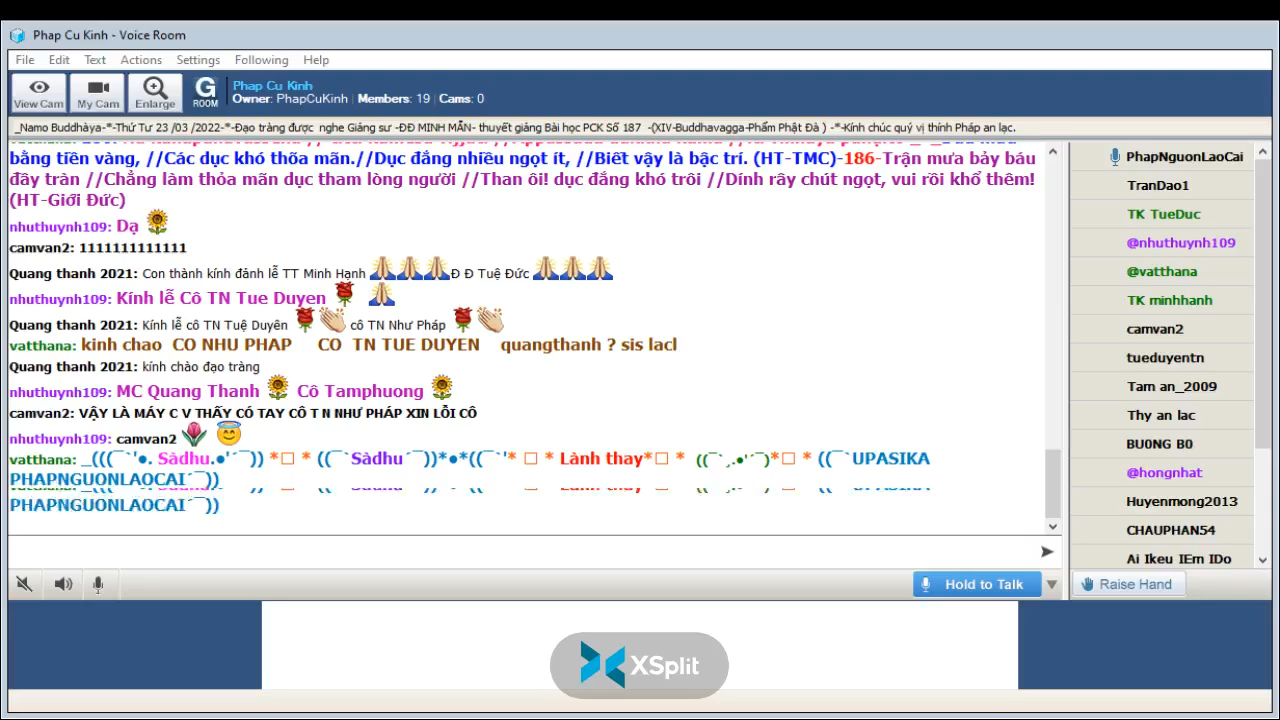 Phap Cu Kinh - Voice Room
File Edit Text Actions Settings Following Help
View Cam My Cam Enlarge G ROOM
Phap Cu Kinh
Owner: PhapCuKinh | Members: 19 | Cams: 0
_Namo Buddhàya-*-Thứ Tư 23 /03 /2022-*-Đạo tràng được nghe Giảng sư -ĐĐ MINH MẪN- thuyết giảng Bài học PCK Số 187 -(XIV-Buddhavagga-Phẩm Phật Đà ) -*-Kính chúc quý vị thính Pháp an lạc.
bằng tiền vàng, //Các dục khó thõa mãn.//Dục đắng nhiều ngọt ít, //Biết vậy là bậc trí. (HT-TMC)-186-Trận mưa bảy báu
đầy tràn //Chẳng làm thỏa mãn dục tham lòng người //Than ôi! dục đắng khó trôi //Dính rây chút ngọt, vui rồi khổ thêm!
(HT-Giới Đức)
nhuthuynh109: Dạ 🌻
camvan2: 1111111111111
Quang thanh 2021: Con thành kính đảnh lễ TT Minh Hạnh 🙏🙏🙏Đ Đ Tuệ Đức 🙏🙏🙏
nhuthuynh109: Kính lễ Cô TN Tue Duyen 🌹 🙏
Quang thanh 2021: Kính lễ cô TN Tuệ Duyên 🌹👏 cô TN Như Pháp 🌹👏
vatthana: kinh chao CO NHU PHAP CO TN TUE DUYEN quangthanh ? sis lacl
Quang thanh 2021: kính chào đạo tràng
nhuthuynh109: MC Quang Thanh 🌻 Cô Tamphuong 🌻
camvan2: VẬY LÀ MÁY C V THẤY CÓ TAY CÔ T N NHƯ PHÁP XIN LỖI CÔ
nhuthuynh109: camvan2 🌷 😇
vatthana: _(((¯`'●. Sàdhu.●'´¯)) *□ * ((¯`Sàdhu´¯))*●*((¯`'* □ * Lành thay*□ * ((¯`¸.●'´¯)*□ * ((¯`UPASIKA
PHAPNGUONLAOCAI´¯))
PHAPNGUONLAOCAI´¯))
PhapNguonLaoCai
TranDao1
TK TueDuc
@nhuthuynh109
@vatthana
TK minhhanh
camvan2
tueduyentn
Tam an_2009
Thy an lac
BU0NG B0
@hongnhat
Huyenmong2013
CHAUPHAN54
Ai Ikeu IEm IDo
Hold to Talk
Raise Hand
XSplit